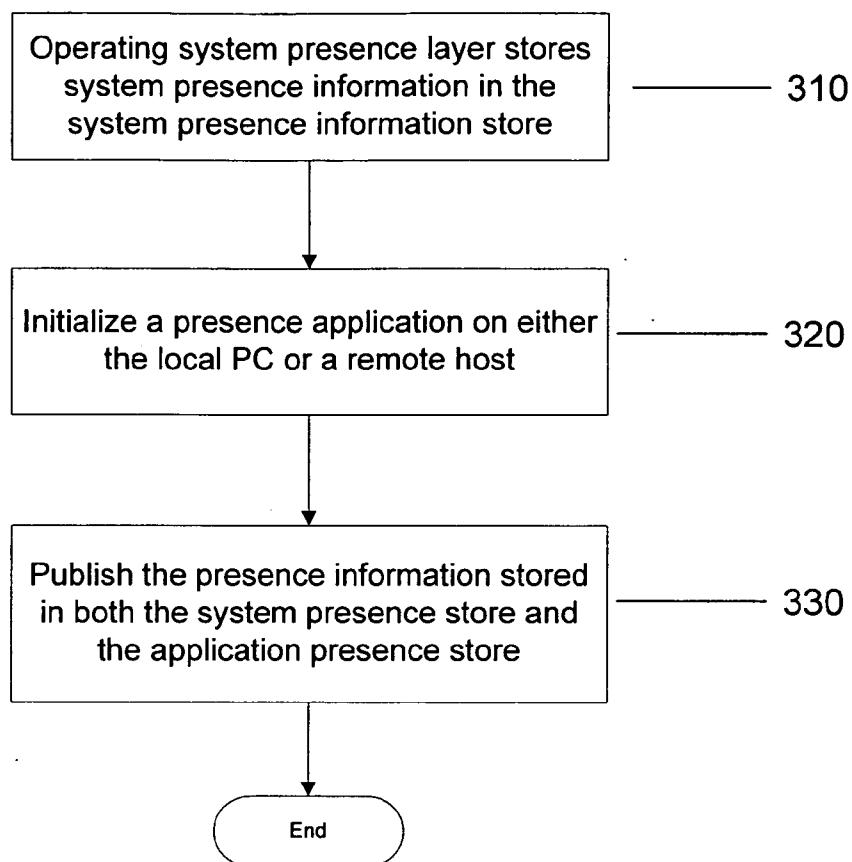 Operating system presence layer stores
system presence information in the
system presence information store
310
Initialize a presence application on either
the local PC or a remote host
320
Publish the presence information stored
in both the system presence store and
the application presence store
330
End